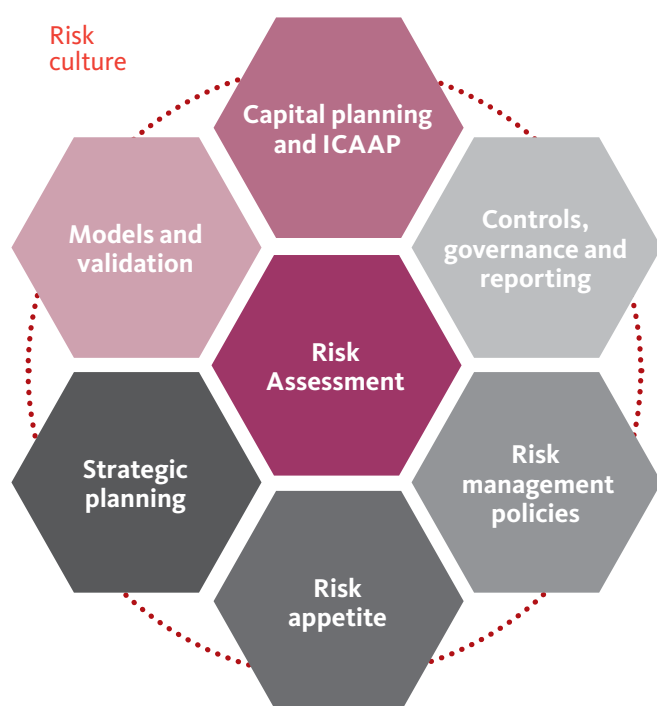 Risk
culture
Capital planning
and ICAAP
Models and
validation
Controls,
governance and
reporting
Risk
Assessment
Strategic
planning
Risk
management
policies
Risk
appetite